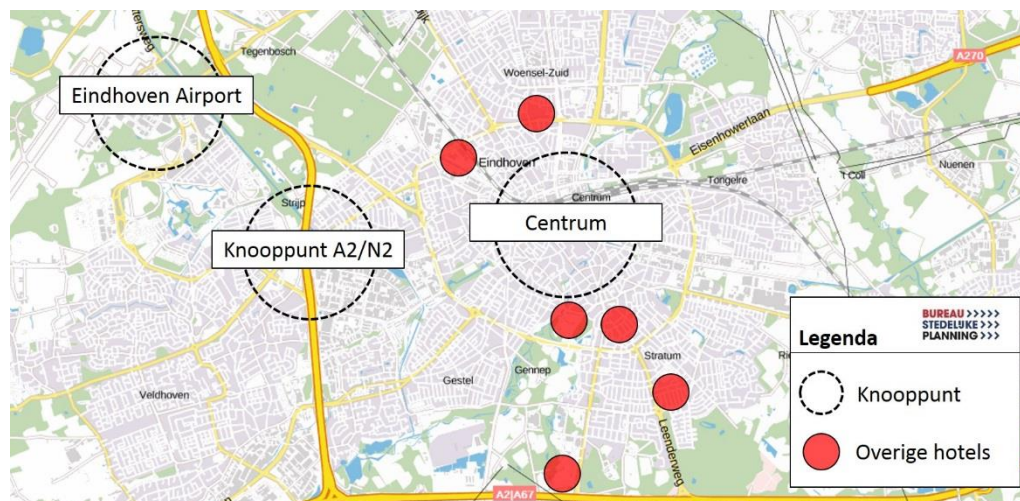 Tegenbosch
A270
Woensel-Zuid
Eindhoven Airport
Eisenhowerlaan
Eindhoven
Nuenen
't Coll
Tongelre
Centrum
Strijp
Centrum
Knooppunt A2/N2
BUREAU >>>>>
STEDELIJKE >>>
PLANNING >>>
Legenda
Stratum
Gennep
Gestel
Veldhoven
Knooppunt
Leenderweg
Overige hotels
A2|A67